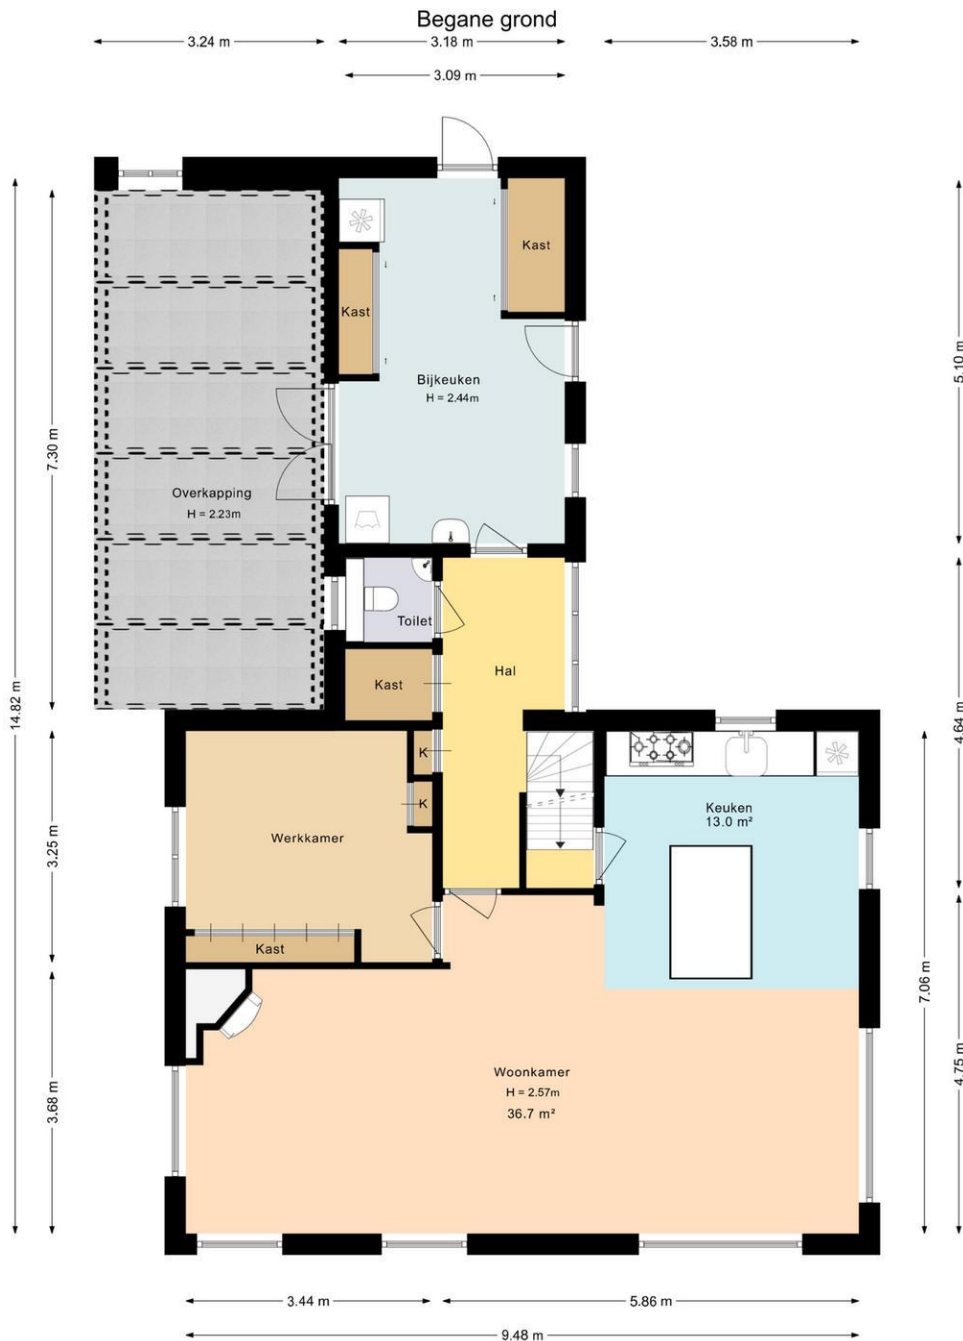 Begane grond
3.24 m
3.18 m
3.58 m
3.09 m
Kast
Kast
Bijkeuken
H = 2.44m
5.10 m
7.30 m
Overkapping
H = 2.23m
Toilet
Hal
Kast
14.82 m
4.64 m
K
K
Keuken
13.0 m²
Werkkamer
3.25 m
Kast
7.06 m
Woonkamer
H = 2.57m
36.7 m²
4.75 m
3.68 m
3.44 m
5.86 m
9.48 m